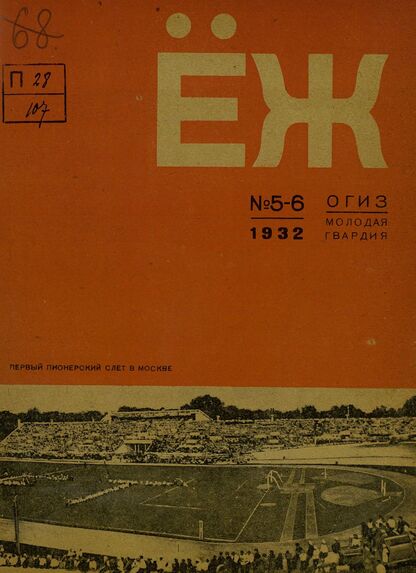 68.
П 28
107
ЁЖ
№5-6
1932
ОГИЗ
МОЛОДАЯ
ГВАРДИЯ
ПЕРВЫЙ ПИОНЕРСКИЙ СЛЕТ В МОСКВЕ